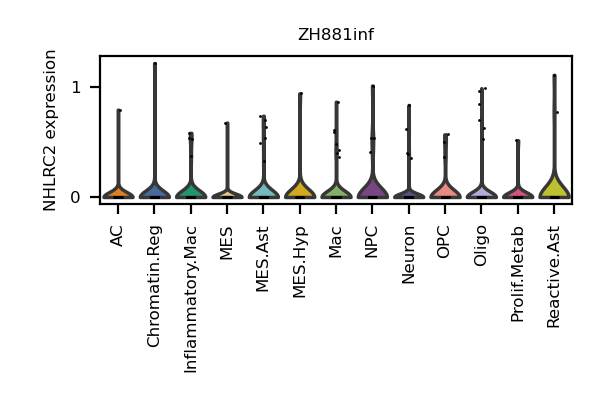 ZH881inf
NHLRC2 expression
1
0
AC
Chromatin.Reg
Inflammatory.Mac
MES
MES.Ast
MES.Hyp
Mac
NPC
Neuron
OPC
Oligo
Prolif.Metab
Reactive.Ast